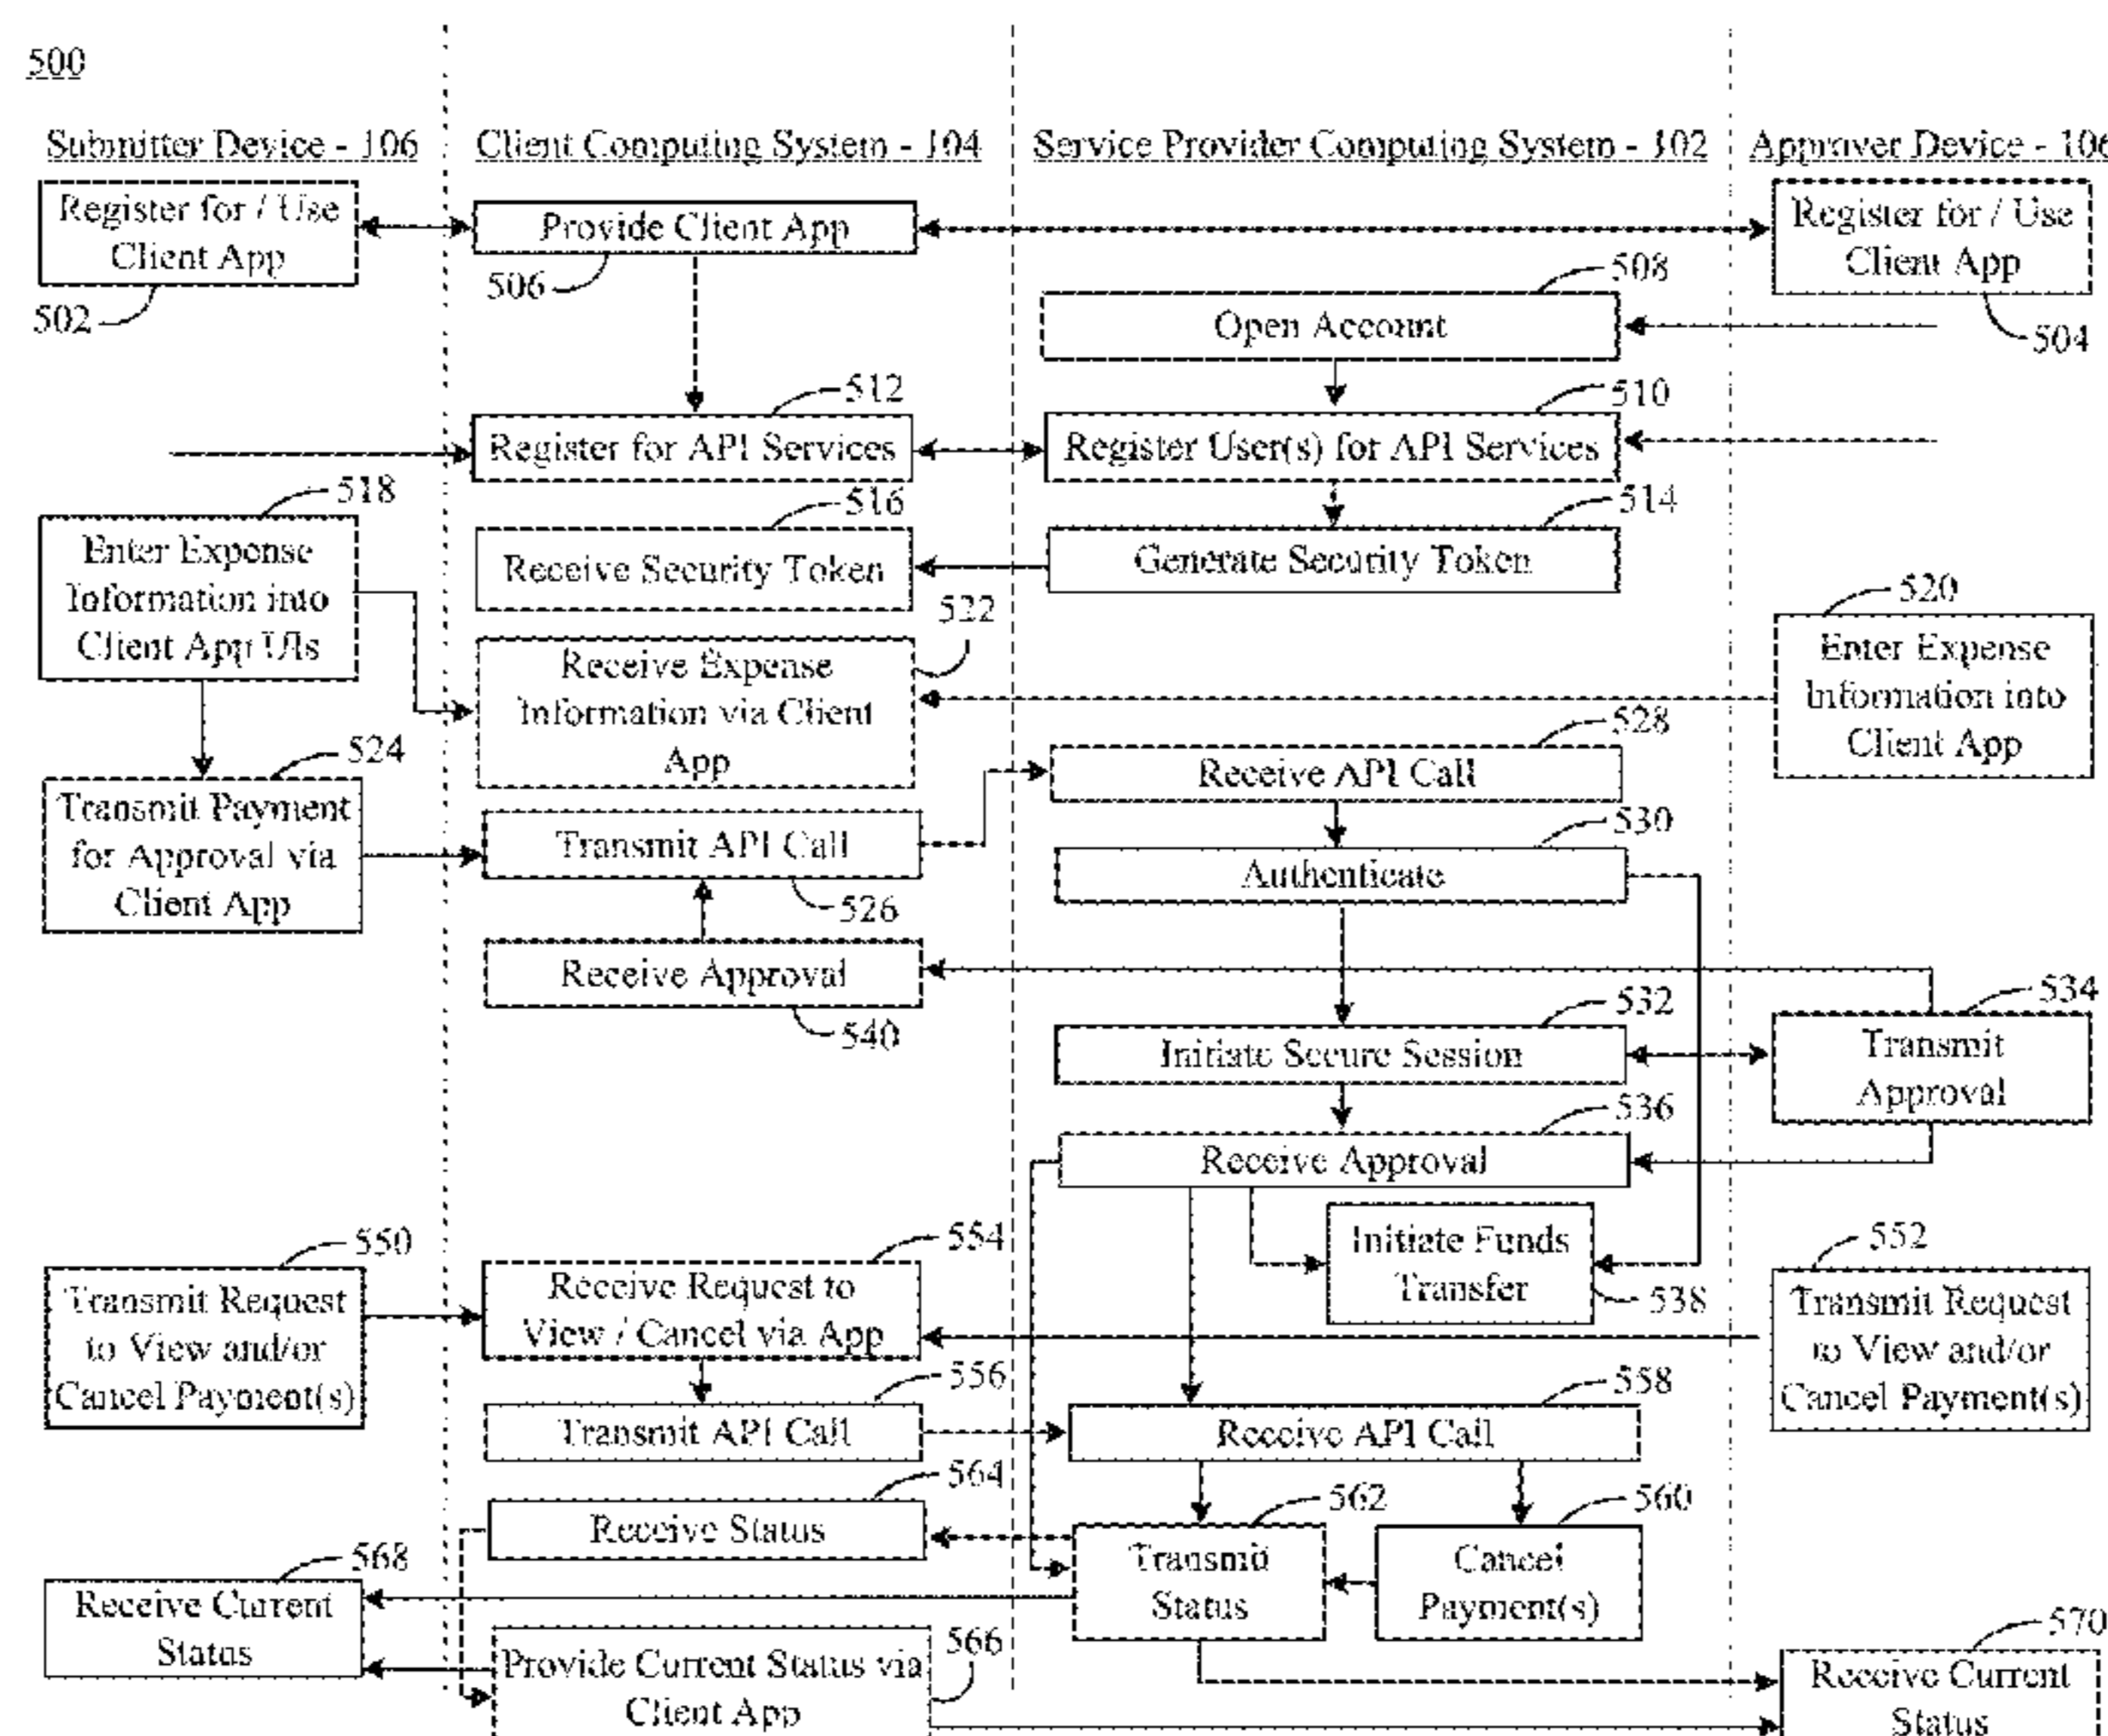 500
Submitter Device - 106
Client Computing System - 104
Service Provider Computing System - 102
Approver Device - 106
Register for / Use
Client App
502
Provide Client App
506
Register for / Use
Client App
504
508
Open Account
512
Register for API Services
510
Register User(s) for API Services
518
Enter Expense
Information into
Client App UIs
516
Receive Security Token
514
Generate Security Token
522
Receive Expense
Information via Client
App
520
Enter Expense
Information into
Client App
524
Transmit Payment
for Approval via
Client App
528
Receive API Call
Transmit API Call
526
530
Authenticate
Receive Approval
540
532
Initiate Secure Session
534
Transmit
Approval
536
Receive Approval
Initiate Funds
Transfer
538
550
Transmit Request
to View and/or
Cancel Payment(s)
554
Receive Request to
View / Cancel via App
552
Transmit Request
to View and/or
Cancel Payment(s)
556
Transmit API Call
558
Receive API Call
564
Receive Status
562
Transmit
Status
560
Cancel
Payment(s)
568
Receive Current
Status
566
Provide Current Status via
Client App
570
Receive Current
Status